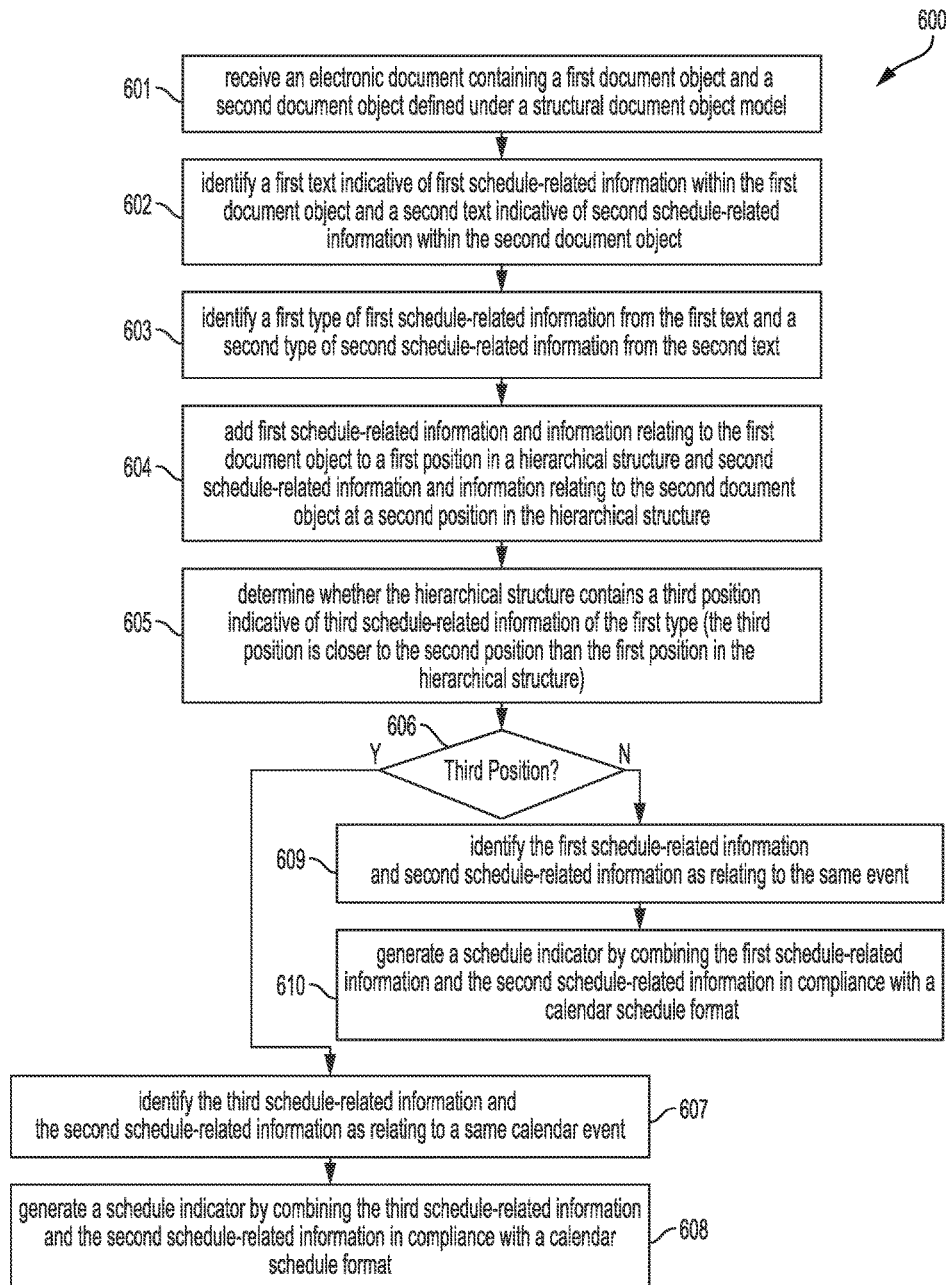 600
601
receive an electronic document containing a first document object and a
second document object defined under a structural document object model
602
identify a first text indicative of first schedule-related information within the first
document object and a second text indicative of second schedule-related
information within the second document object
603
identify a first type of first schedule-related information from the first text and a
second type of second schedule-related information from the second text
604
add first schedule-related information and information relating to the first
document object to a first position in a hierarchical structure and second
schedule-related information and information relating to the second document
object at a second position in the hierarchical structure
605
determine whether the hierarchical structure contains a third position
indicative of third schedule-related information of the first type (the third
position is closer to the second position than the first position in the
hierarchical structure)
606
Y
Third Position?
N
609
identify the first schedule-related information
and second schedule-related information as relating to the same event
610
generate a schedule indicator by combining the first schedule-related
information and the second schedule-related information in compliance with a
calendar schedule format
identify the third schedule-related information and
the second schedule-related information as relating to a same calendar event
607
generate a schedule indicator by combining the third schedule-related information
and the second schedule-related information in compliance with a calendar
schedule format
608